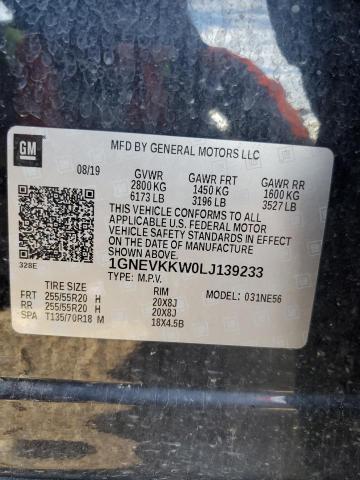 GM
MFD BY GENERAL MOTORS LLC
08/19 GVWR GAWR FRT GAWR RR
2800 KG 1450 KG 1600 KG
6173 LB 3196 LB 3527 LB
THIS VEHICLE CONFORMS TO ALL
APPLICABLE U.S. FEDERAL MOTOR
VEHICLE SAFETY STANDARDS IN
EFFECT ON THE DATE OF MANUFACTURE
SHOWN ABOVE.
1GNEVKKW0LJ139233
328E TYPE: M.P.V.
TIRE SIZE RIM MODEL: 031NE56
FRT 255/55R20 H 20X8J
RR 255/55R20 H 20X8J
SPA T135/70R18 M 18X4.5B